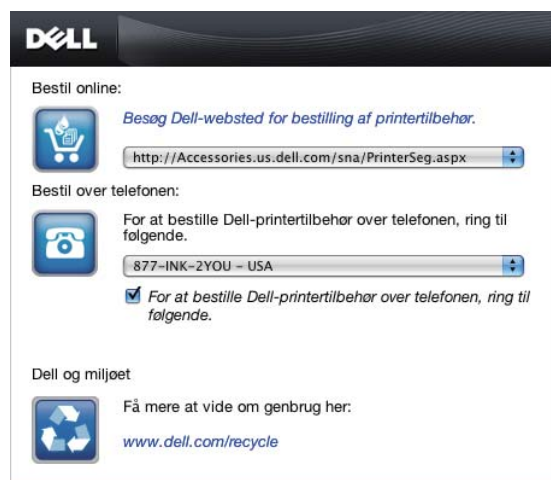 DELL
Bestil online:
Besøg Dell-websted for bestilling af printertilbehør.
http://Accessories.us.dell.com/sna/PrinterSeg.aspx
Bestil over telefonen:
For at bestille Dell-printertilbehør over telefonen, ring til
følgende.
877-INK-2YOU - USA
For at bestille Dell-printertilbehør over telefonen, ring til
følgende.
Dell og miljøet
Få mere at vide om genbrug her:
www.dell.com/recycle